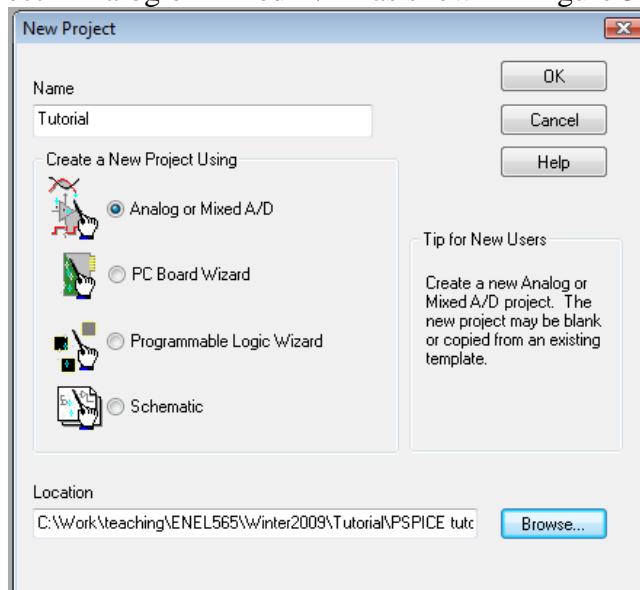 New Project
Name
Tutorial
Create a New Project Using
Analog or Mixed A/D
PC Board Wizard
Programmable Logic Wizard
Schematic
OK
Cancel
Help
Tip for New Users
Create a new Analog or
Mixed A/D project. The
new project may be blank
or copied from an existing
template.
Location
C:\Work\teaching\ENEL565\Winter2009\Tutorial\PSPICE tutc
Browse...